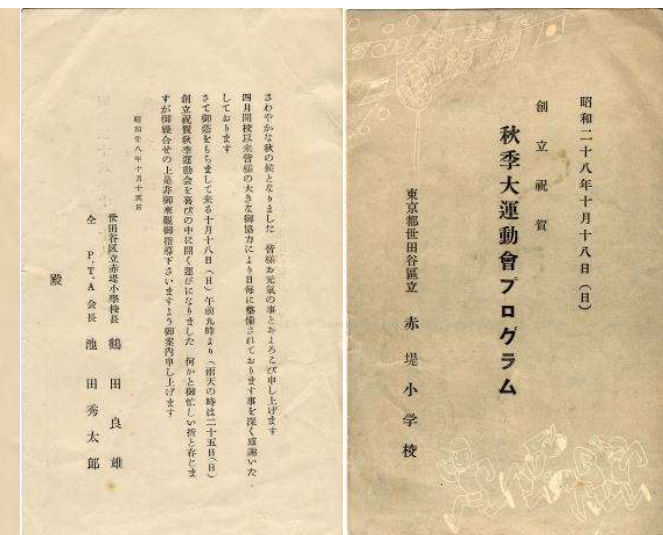 昭和二十八年十月十八日（日）
創立祝賀
秋季大運動會プログラム
東京都世田谷區立 赤堤小学校
さわやかな秋の候となりました 皆様お元氣の事とおよろこび申し上げます
四月開校以来皆様の大きな御協力により日毎に整備されております事を深く感謝いた
しております
さて御蔭をもちまして来る十月十八日（日）午前九時より（雨天の時は二十五日（日））
創立祝賀秋季運動会を喜びの中に開く運びになりました 何かと御忙しい折と存じま
すが御繰合せの上是非御来観御指導下さいますよう御案内申し上げます
昭和廿八年十月十五日
世田谷区立赤堤小學校長 鶴田良雄
仝 P.T.A会長 池田秀太郎
殿